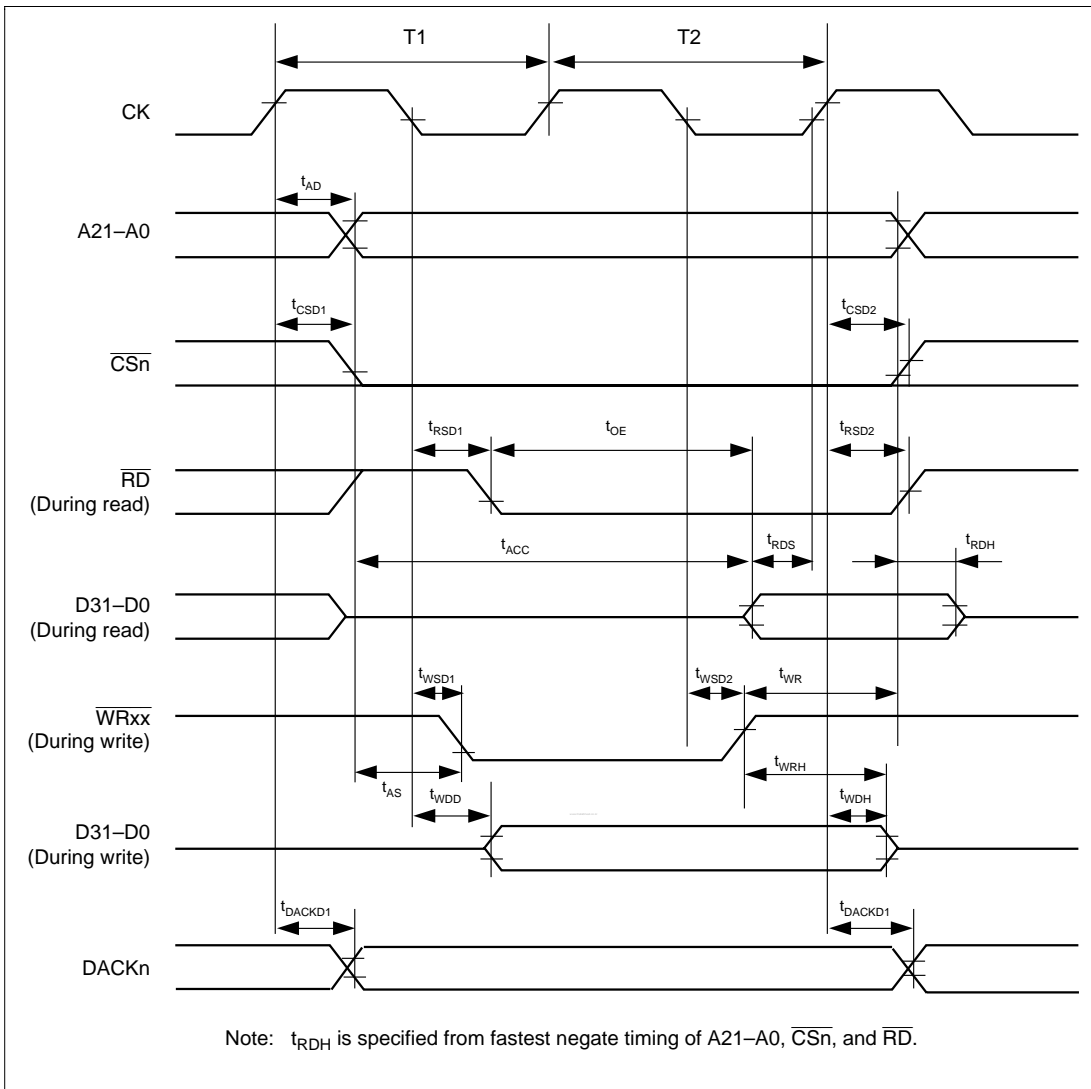 T1 T2
CK
tAD
A21–A0
tCSD1 tCSD2
CSn
tRSD1 tOE tRSD2
RD
(During read)
tACC tRDS tRDH
D31–D0
(During read)
tWSD1 tWSD2 tWR
WRxx
(During write)
tAS tWDD tWRH
tWDH
D31–D0
(During write)
tDACKD1 tDACKD1
DACKn
Note: tRDH is specified from fastest negate timing of A21–A0, CSn, and RD.